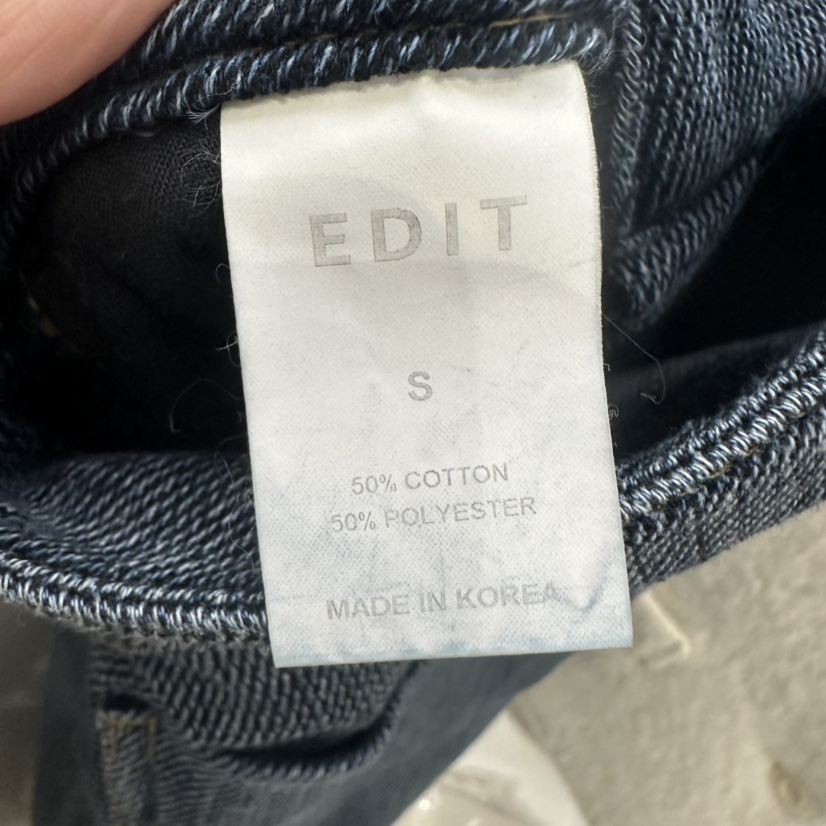 EDIT
S
50% COTTON
50% POLYESTER
MADE IN KOREA